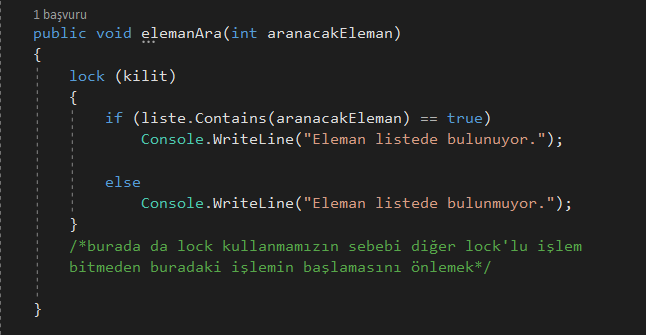 1 başvuru
public void elemanAra(int aranacakEleman)
{
lock (kilit)
{
if (liste.Contains(aranacakEleman) == true)
Console.WriteLine("Eleman listede bulunuyor.");
else
Console.WriteLine("Eleman listede bulunmuyor.");
}
/*burada da lock kullanmamızın sebebi diğer lock'lu işlem
bitmeden buradaki işlemin başlamasını önlemek*/
}